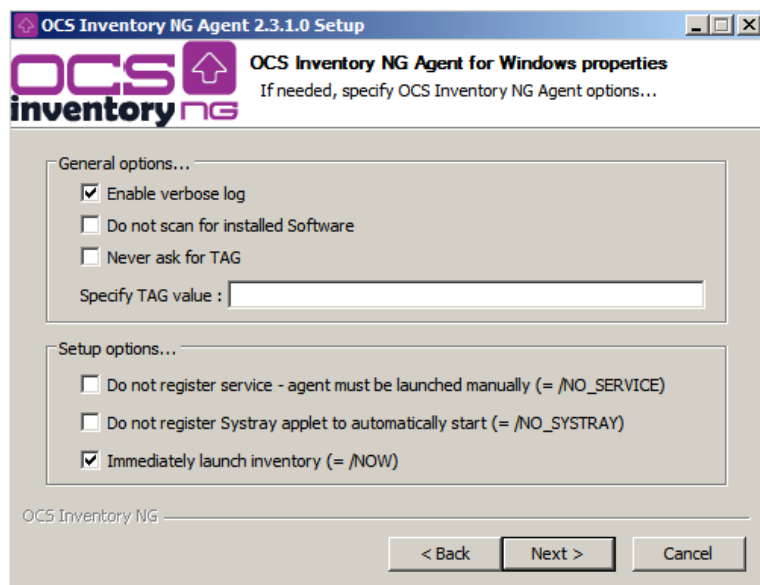 OCS Inventory NG Agent 2.3.1.0 Setup
OCS
inventory NG
OCS Inventory NG Agent for Windows properties
If needed, specify OCS Inventory NG Agent options...
General options...
Enable verbose log
Do not scan for installed Software
Never ask for TAG
Specify TAG value :
Setup options...
Do not register service - agent must be launched manually (= /NO_SERVICE)
Do not register Systray applet to automatically start (= /NO_SYSTRAY)
Immediately launch inventory (= /NOW)
OCS Inventory NG
< Back Next > Cancel